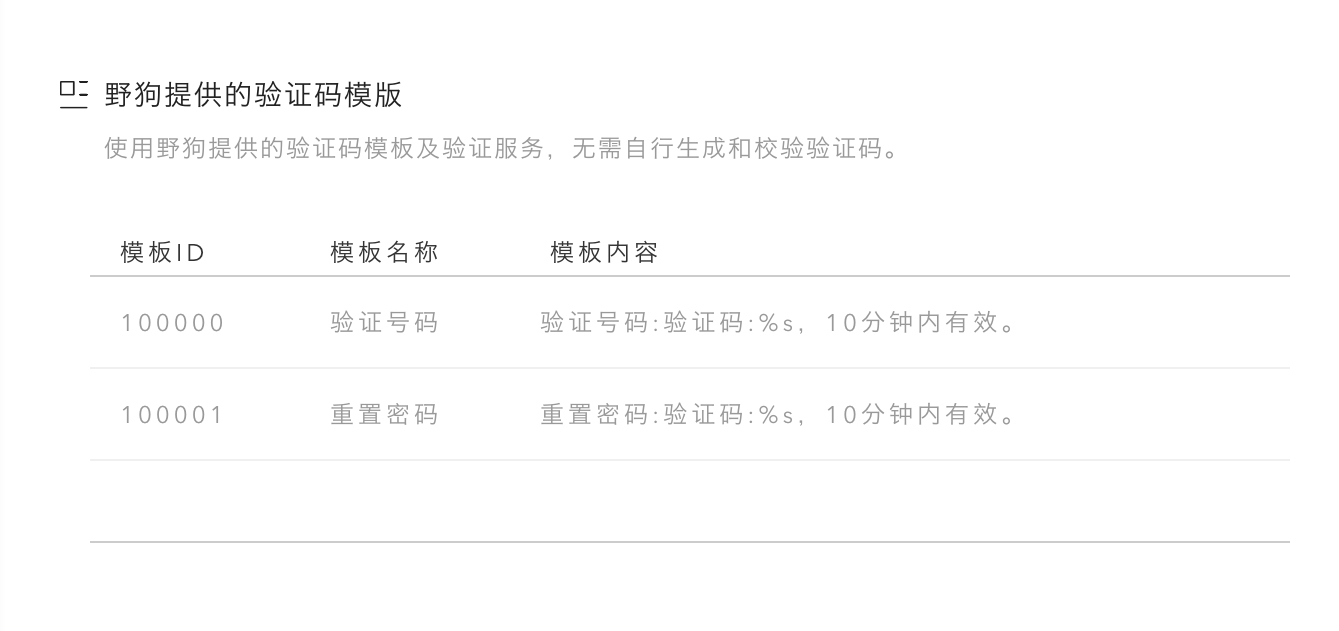 野狗提供的验证码模版
使用野狗提供的验证码模板及验证服务，无需自行生成和校验验证码。
模板ID 模板名称 模板内容
100000 验证号码 验证号码:验证码:%s，10分钟内有效。
100001 重置密码 重置密码:验证码:%s，10分钟内有效。